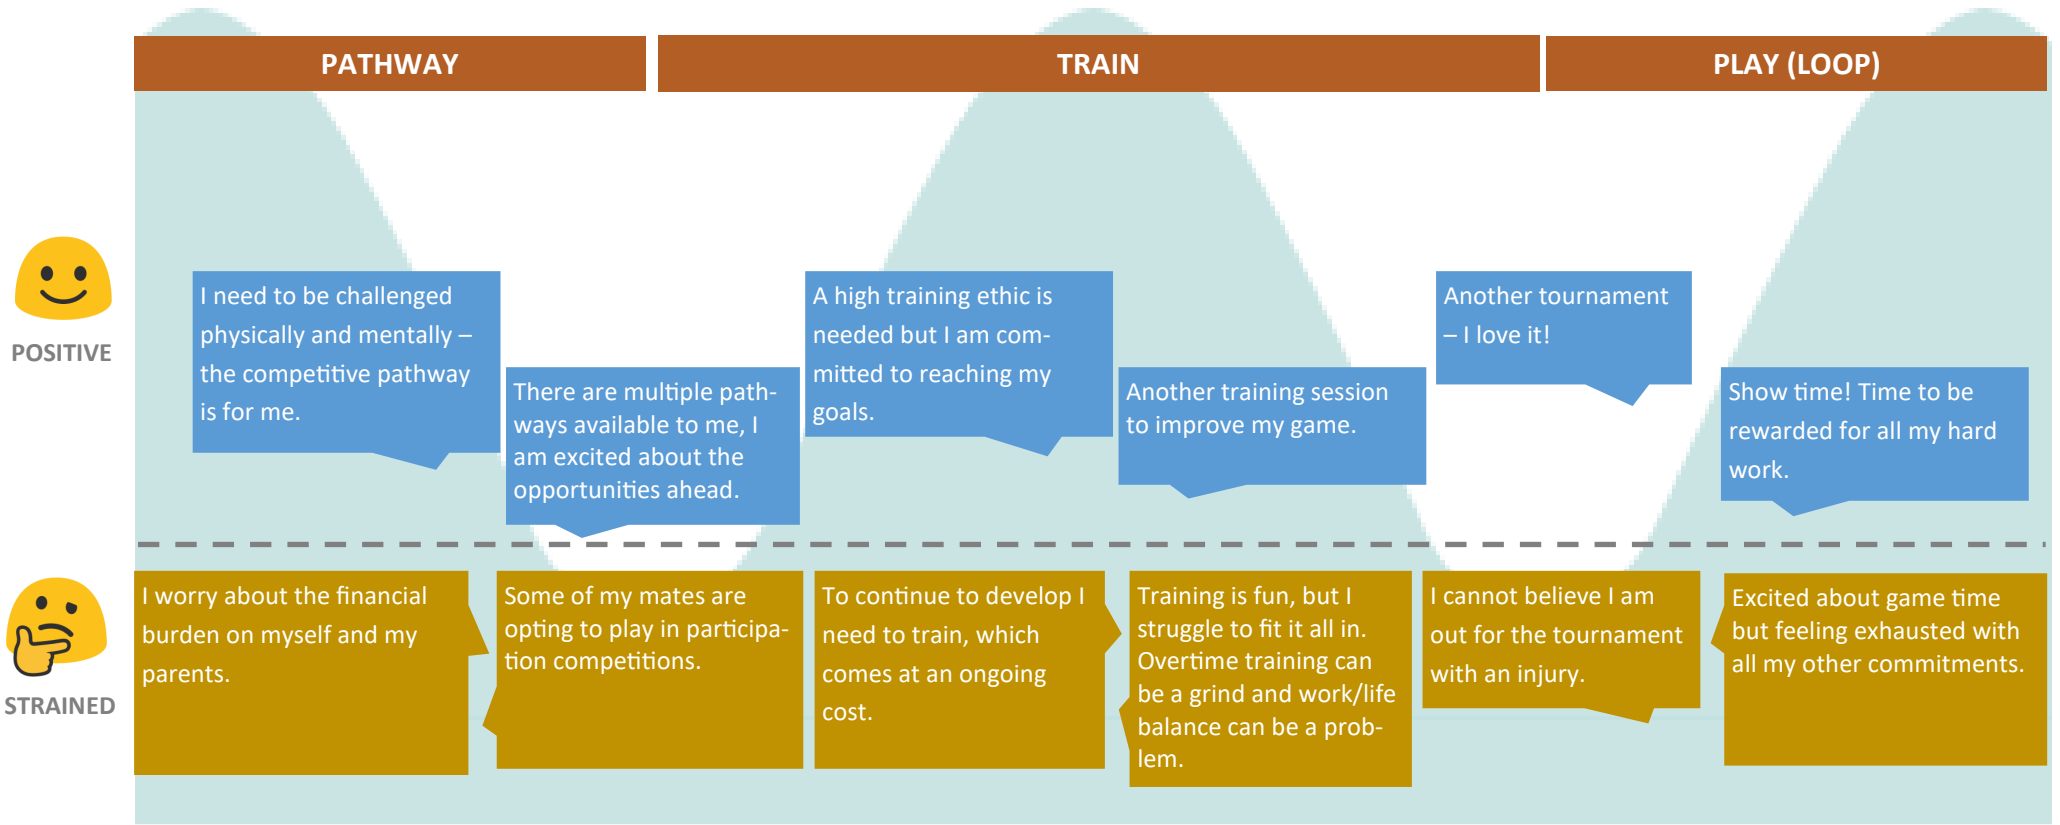 PATHWAY
TRAIN
PLAY (LOOP)
POSITIVE
I need to be challenged
physically and mentally –
the competitive pathway
is for me.
There are multiple path-
ways available to me, I
am excited about the
opportunities ahead.
A high training ethic is
needed but I am com-
mitted to reaching my
goals.
Another training session
to improve my game.
Another tournament
– I love it!
Show time! Time to be
rewarded for all my hard
work.
STRAINED
I worry about the financial
burden on myself and my
parents.
Some of my mates are
opting to play in participa-
tion competitions.
To continue to develop I
need to train, which
comes at an ongoing
cost.
Training is fun, but I
struggle to fit it all in.
Overtime training can
be a grind and work/life
balance can be a prob-
lem.
I cannot believe I am
out for the tournament
with an injury.
Excited about game time
but feeling exhausted with
all my other commitments.